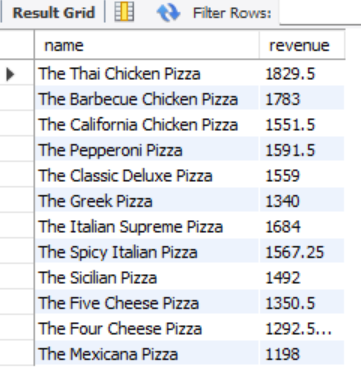 Result Grid Filter Rows:
name revenue
The Thai Chicken Pizza 1829.5
The Barbecue Chicken Pizza 1783
The California Chicken Pizza 1551.5
The Pepperoni Pizza 1591.5
The Classic Deluxe Pizza 1559
The Greek Pizza 1340
The Italian Supreme Pizza 1684
The Spicy Italian Pizza 1567.25
The Sicilian Pizza 1492
The Five Cheese Pizza 1350.5
The Four Cheese Pizza 1292.5...
The Mexicana Pizza 1198